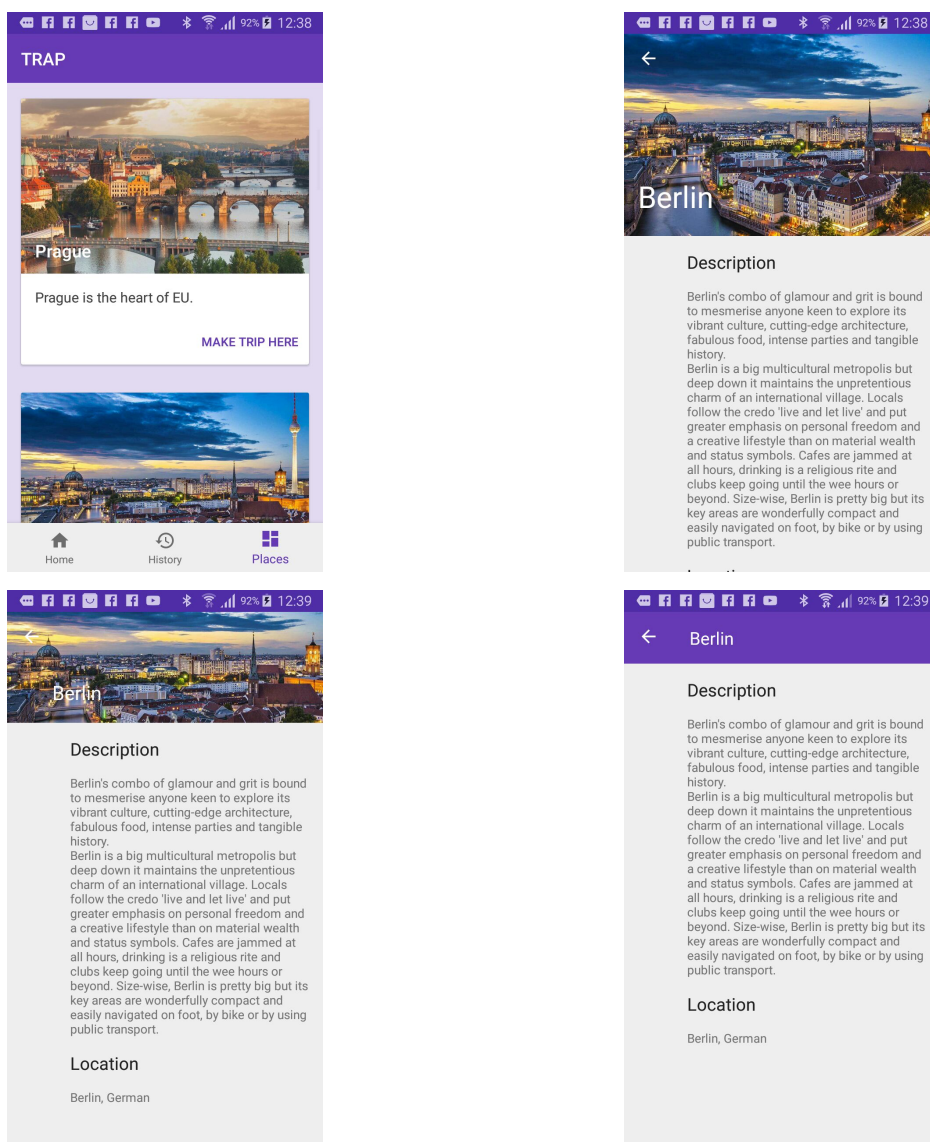 92% 12:38
TRAP
Prague
Prague is the heart of EU.
MAKE TRIP HERE
Home History Places
92% 12:38
Berlin
Description
Berlin's combo of glamour and grit is bound
to mesmerise anyone keen to explore its
vibrant culture, cutting-edge architecture,
fabulous food, intense parties and tangible
history.
Berlin is a big multicultural metropolis but
deep down it maintains the unpretentious
charm of an international village. Locals
follow the credo 'live and let live' and put
greater emphasis on personal freedom and
a creative lifestyle than on material wealth
and status symbols. Cafes are jammed at
all hours, drinking is a religious rite and
clubs keep going until the wee hours or
beyond. Size-wise, Berlin is pretty big but its
key areas are wonderfully compact and
easily navigated on foot, by bike or by using
public transport.
92% 12:39
Berlin
Description
Berlin's combo of glamour and grit is bound
to mesmerise anyone keen to explore its
vibrant culture, cutting-edge architecture,
fabulous food, intense parties and tangible
history.
Berlin is a big multicultural metropolis but
deep down it maintains the unpretentious
charm of an international village. Locals
follow the credo 'live and let live' and put
greater emphasis on personal freedom and
a creative lifestyle than on material wealth
and status symbols. Cafes are jammed at
all hours, drinking is a religious rite and
clubs keep going until the wee hours or
beyond. Size-wise, Berlin is pretty big but its
key areas are wonderfully compact and
easily navigated on foot, by bike or by using
public transport.
Location
Berlin, German
92% 12:39
Berlin
Description
Berlin's combo of glamour and grit is bound
to mesmerise anyone keen to explore its
vibrant culture, cutting-edge architecture,
fabulous food, intense parties and tangible
history.
Berlin is a big multicultural metropolis but
deep down it maintains the unpretentious
charm of an international village. Locals
follow the credo 'live and let live' and put
greater emphasis on personal freedom and
a creative lifestyle than on material wealth
and status symbols. Cafes are jammed at
all hours, drinking is a religious rite and
clubs keep going until the wee hours or
beyond. Size-wise, Berlin is pretty big but its
key areas are wonderfully compact and
easily navigated on foot, by bike or by using
public transport.
Location
Berlin, German